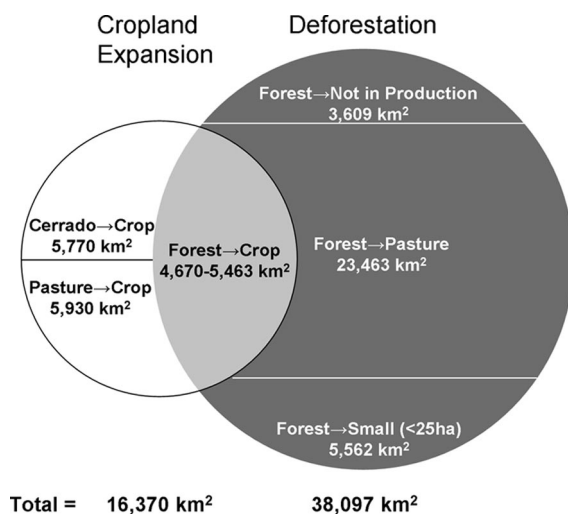 Cropland
Expansion
Deforestation
Forest→Not in Production
3,609 km²
Cerrado→Crop
5,770 km²
Pasture→Crop
5,930 km²
Forest→Crop
4,670-5,463 km²
Forest→Pasture
23,463 km²
Forest→Small (<25ha)
5,562 km²
Total = 16,370 km² 38,097 km²